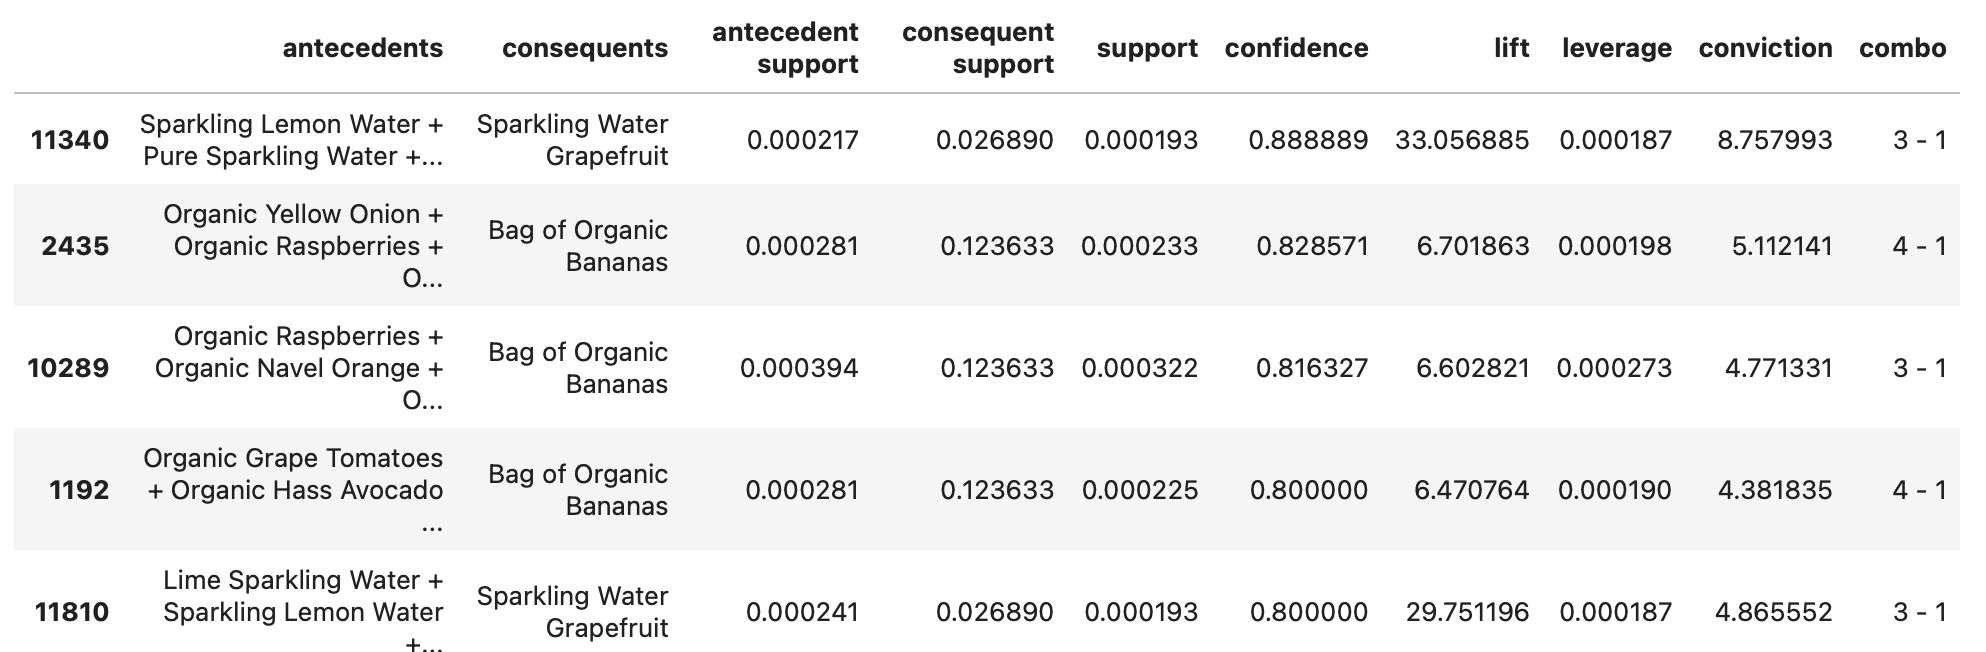 antecedents consequents antecedent support consequent support support confidence lift leverage conviction combo
11340 Sparkling Lemon Water + Pure Sparkling Water +... Sparkling Water Grapefruit 0.000217 0.026890 0.000193 0.888889 33.056885 0.000187 8.757993 3 - 1
2435 Organic Yellow Onion + Organic Raspberries + O... Bag of Organic Bananas 0.000281 0.123633 0.000233 0.828571 6.701863 0.000198 5.112141 4 - 1
10289 Organic Raspberries + Organic Navel Orange + O... Bag of Organic Bananas 0.000394 0.123633 0.000322 0.816327 6.602821 0.000273 4.771331 3 - 1
1192 Organic Grape Tomatoes + Organic Hass Avocado ... Bag of Organic Bananas 0.000281 0.123633 0.000225 0.800000 6.470764 0.000190 4.381835 4 - 1
11810 Lime Sparkling Water + Sparkling Lemon Water +... Sparkling Water Grapefruit 0.000241 0.026890 0.000193 0.800000 29.751196 0.000187 4.865552 3 - 1